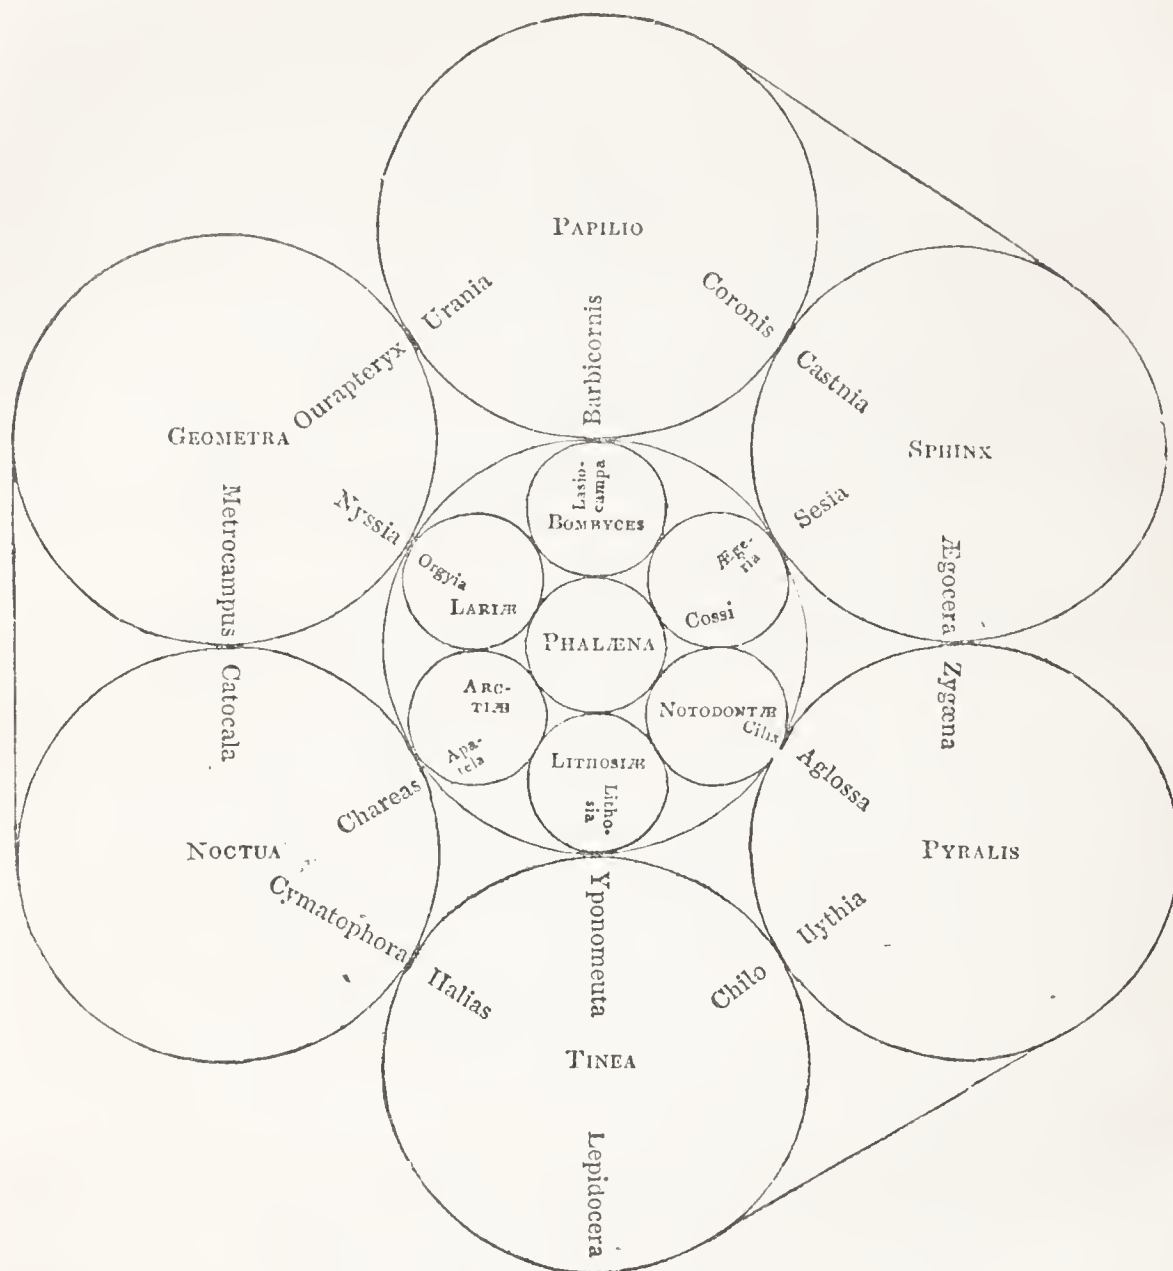 PAPILIO
Urania
Coronis
Barbicornis
Ourapteryx
Castnia
GEOMETRA
SPHINX
Metrocampus
Nyssia
Sesia
Ægocera
Lasio-
campa
BOMBYCES
Orgyia
LARIÆ
Æge-
ria
Cossi
PHALÆNA
ARC-
TIÆ
Apa-
tela
NOTODONTÆ
Cilix
LITHOSIÆ
Litho-
sia
Catocala
Zygæna
Chareas
Aglossa
NOCTUA
PYRALIS
Cymatophora
Yponomeuta
Ilythia
Halias
Chilo
TINEA
Lepidocera